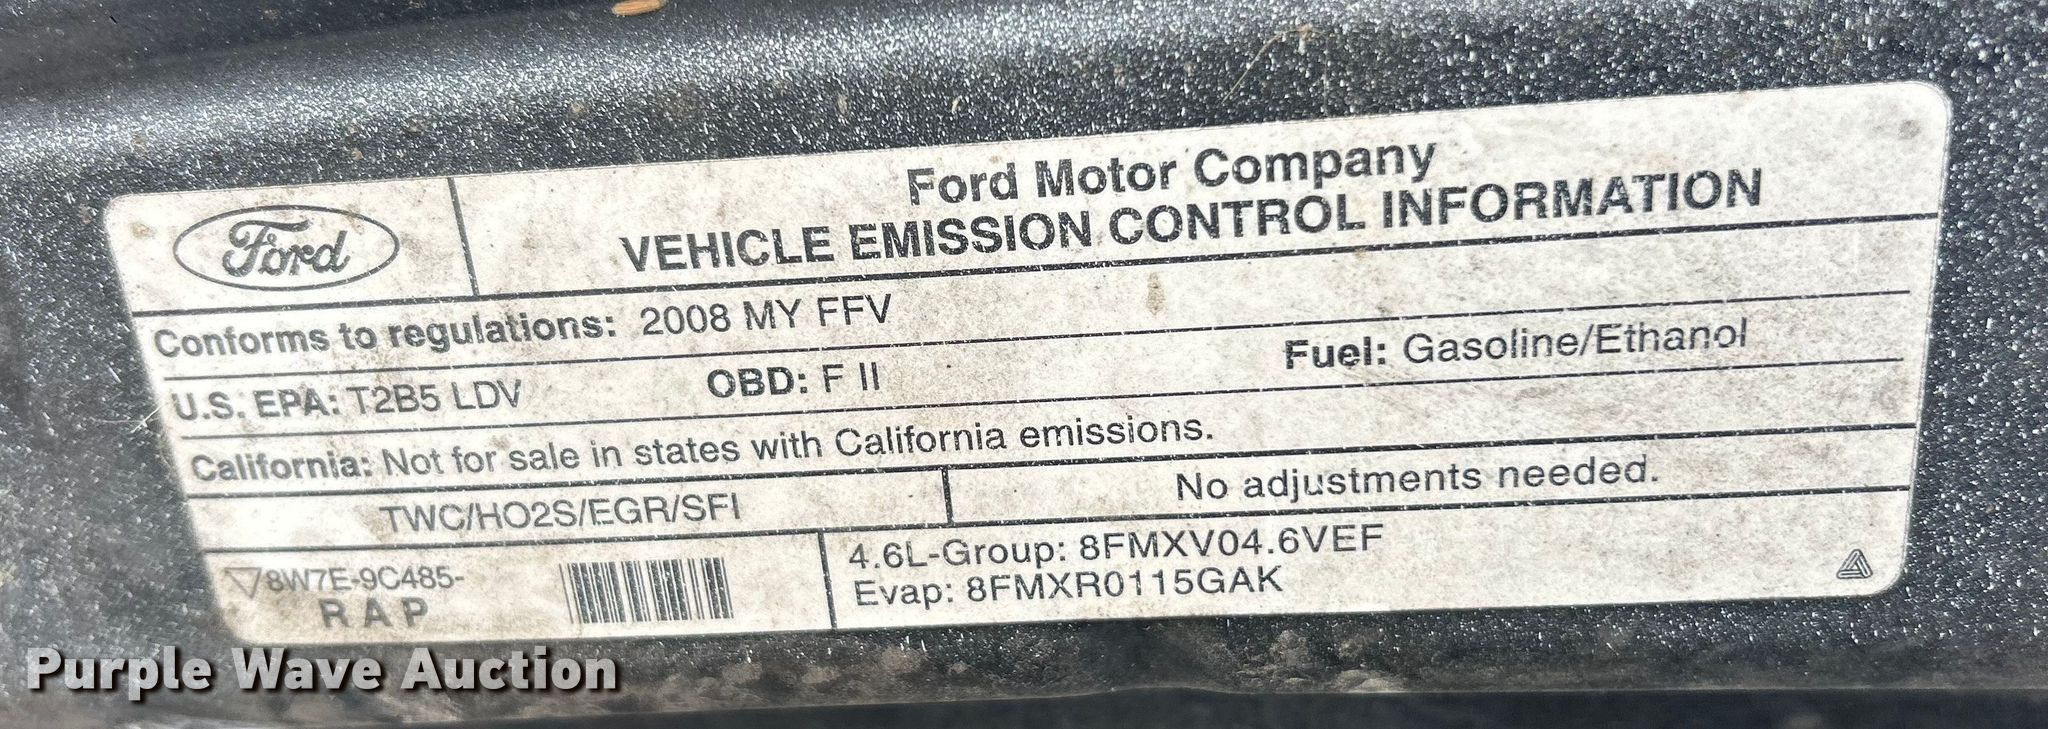 Ford
Ford Motor Company
VEHICLE EMISSION CONTROL INFORMATION
Conforms to regulations: 2008 MY FFV
U.S. EPA: T2B5 LDV OBD: F II Fuel: Gasoline/Ethanol
California: Not for sale in states with California emissions.
TWC/HO2S/EGR/SFI No adjustments needed.
8W7E-9C485-
RAP
4.6L-Group: 8FMXV04.6VEF
Evap: 8FMXR0115GAK
Purple Wave Auction